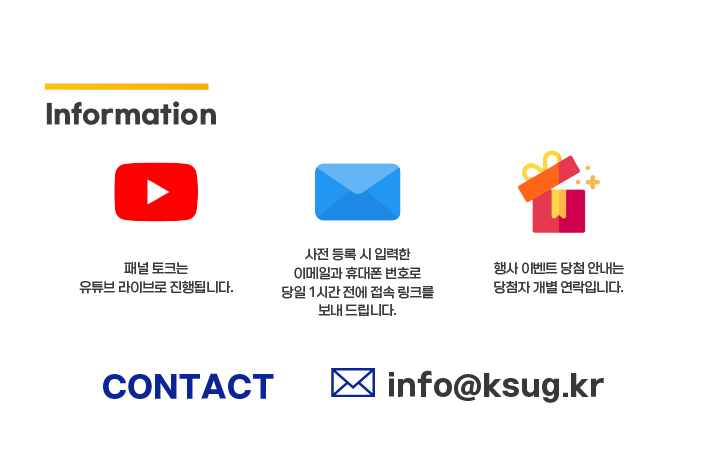 Information
패널 토크는
유튜브 라이브로 진행됩니다.
사전 등록 시 입력한
이메일과 휴대폰 번호로
당일 1시간 전에 접속 링크를
보내 드립니다.
행사 이벤트 당첨 안내는
당첨자 개별 연락입니다.
CONTACT
info@ksug.kr